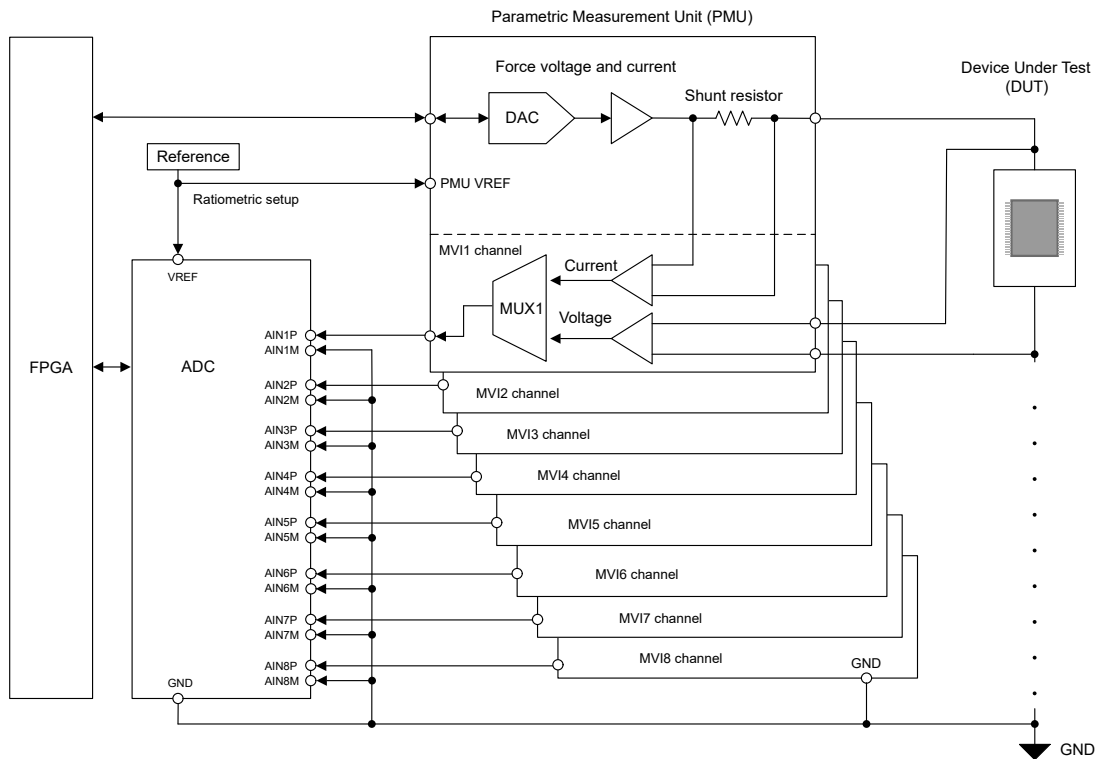 Parametric Measurement Unit (PMU)
Force voltage and current
Device Under Test
(DUT)
Shunt resistor
DAC
Reference
PMU VREF
Ratiometric setup
MVI1 channel
VREF
Current
MUX1
Voltage
FPGA
ADC
AIN1P
AIN1M
AIN2P
AIN2M
AIN3P
AIN3M
AIN4P
AIN4M
AIN5P
AIN5M
AIN6P
AIN6M
AIN7P
AIN7M
AIN8P
AIN8M
MVI2 channel
MVI3 channel
MVI4 channel
MVI5 channel
MVI6 channel
MVI7 channel
MVI8 channel
GND
GND
GND